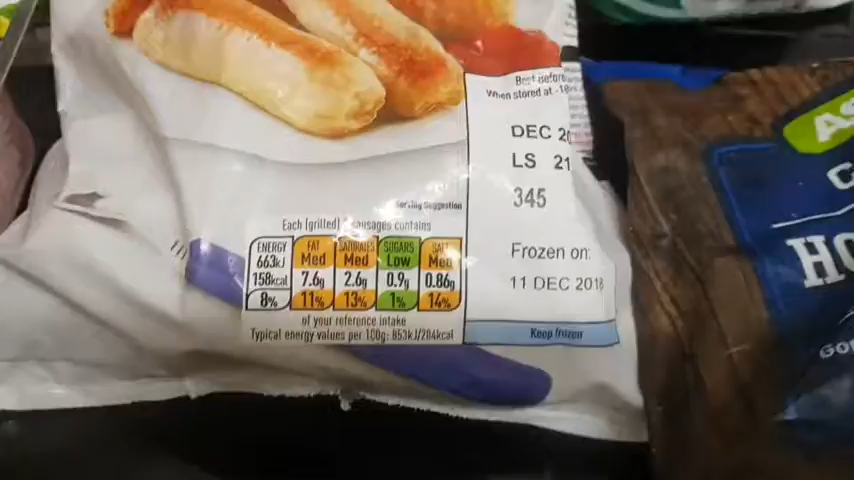 Best before
When stored at -18
DEC 20
LS 21
345
Serving Suggestion
Each (grilled) sausages contains
ENERGY 663kJ 158kcal 8%
FAT Med 7.6g 11%
SATURATES Med 2.6g 13%
SUGARS Low 0.9g 1%
SALT Med 0.86g 14%
of your reference intake
Typical energy values per 100g: 853kJ/204kcal
Frozen on:
11 DEC 2018
Keep frozen
AS
HO